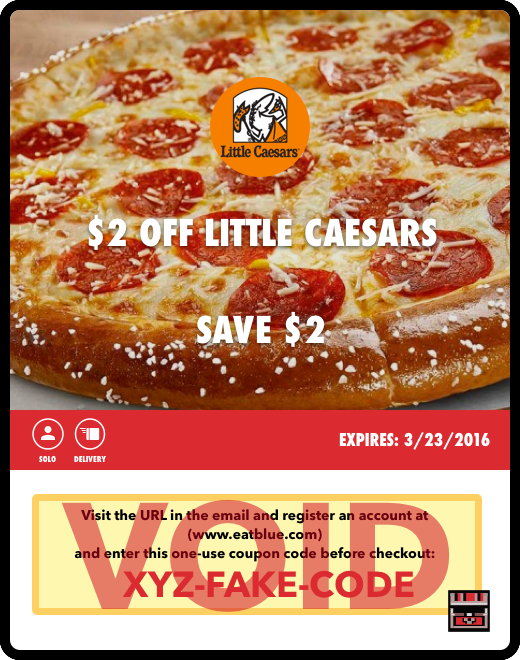 Little Caesars
$2 OFF LITTLE CAESARS
SAVE $2
SOLO
DELIVERY
EXPIRES: 3/23/2016
VOID
Visit the URL in the email and register an account at
(www.eatblue.com)
and enter this one-use coupon code before checkout:
XYZ-FAKE-CODE